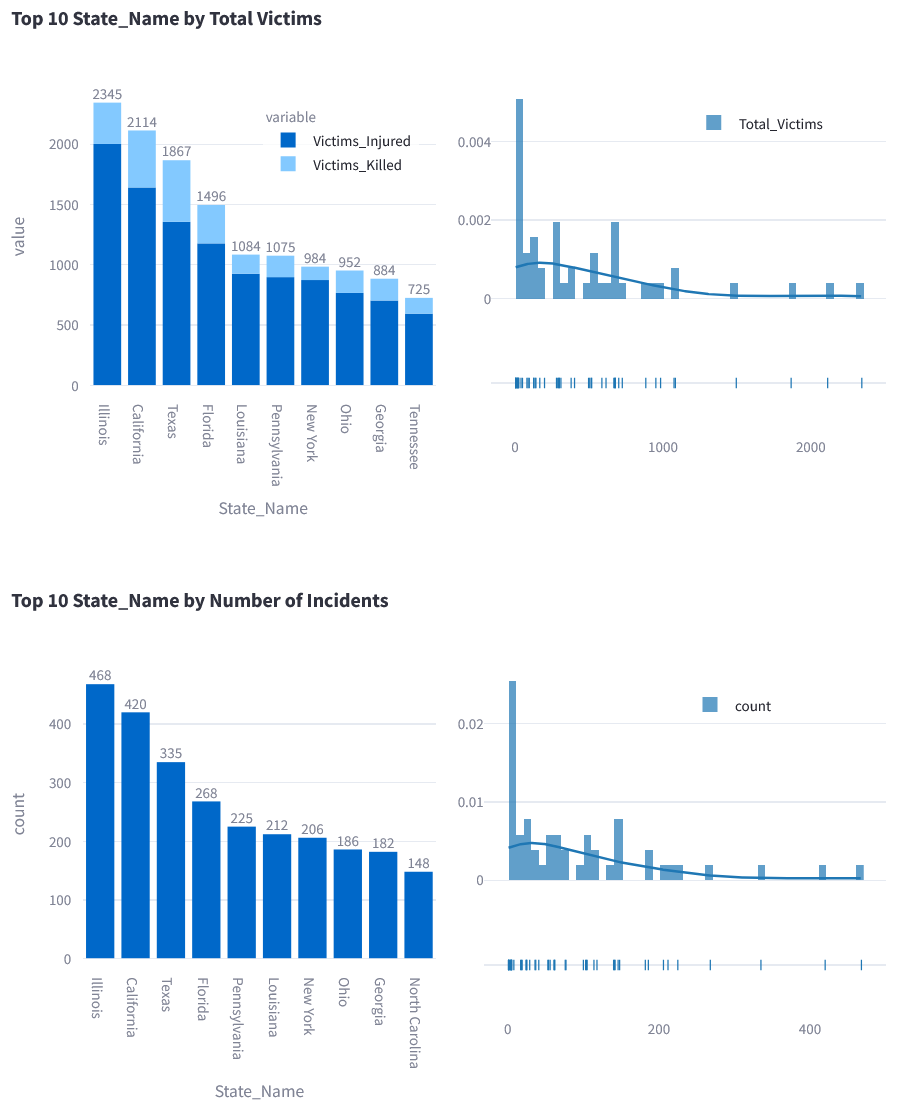 Top 10 State_Name by Total Victims
2345
2114
1867
1496
1084
1075
984
952
884
725
variable
Victims_Injured
Victims_Killed
2000
1500
1000
500
0
value
Illinois
California
Texas
Florida
Louisiana
Pennsylvania
New York
Ohio
Georgia
Tennessee
State_Name
Total_Victims
0.004
0.002
0
0
1000
2000
Top 10 State_Name by Number of Incidents
468
420
335
268
225
212
206
186
182
148
400
300
200
100
0
count
Illinois
California
Texas
Florida
Pennsylvania
Louisiana
New York
Ohio
Georgia
North Carolina
State_Name
count
0.02
0.01
0
0
200
400